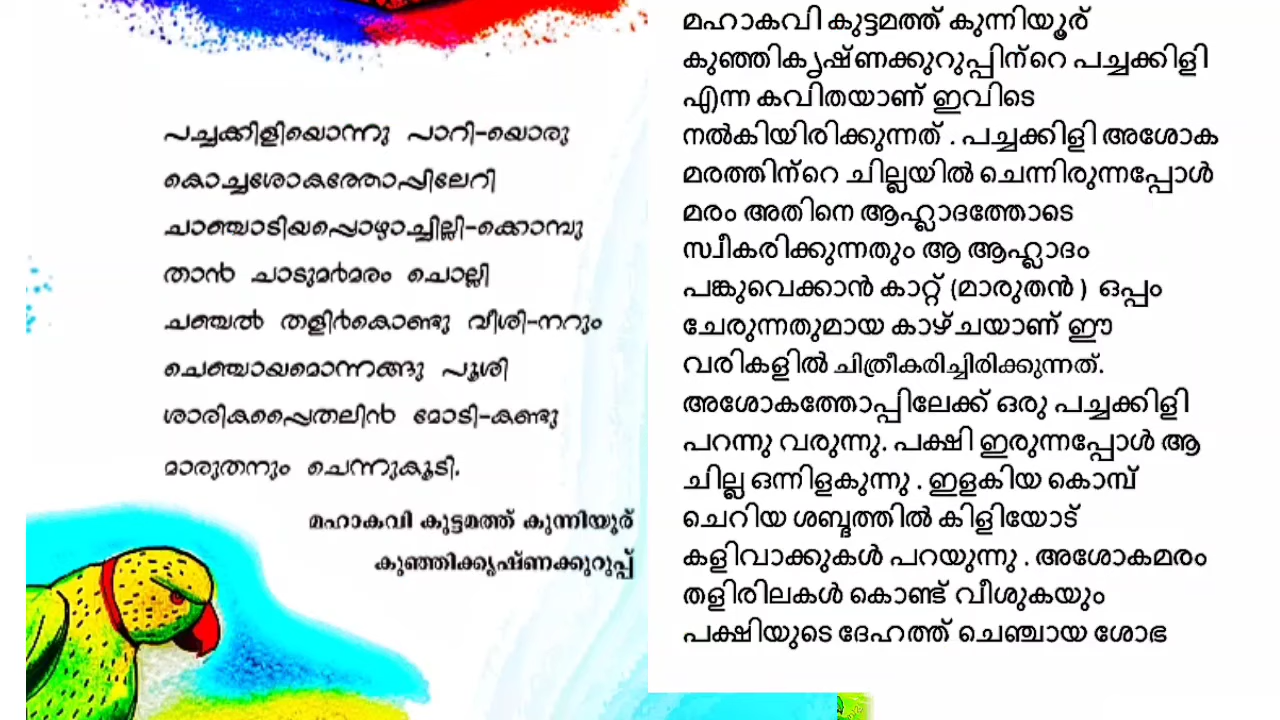 പച്ചക്കിളിയൊന്നു പാറി-യൊരു
കൊച്ചശോകത്തോപ്പിലേറി
ചാഞ്ചാടിയപ്പൊഴാച്ചില്ലി-ക്കൊമ്പു
താൻ ചാടുമർമരം ചൊല്ലി
ചഞ്ചൽ തളിർകൊണ്ടു വീശി-നറും
ചെഞ്ചായമൊന്നങ്ങു പൂശി
ശാരികപ്പൈതലിൻ മോടി-കണ്ടു
മാരുതനും ചെന്നുകൂടി.
മഹാകവി കുട്ടമത്ത് കുന്നിയൂര്
കുഞ്ഞിക്കൃഷ്ണക്കുറുപ്പ്
മഹാകവി കുട്ടമത്ത് കുന്നിയൂര്
കുഞ്ഞികൃഷ്ണക്കുറുപ്പിന്റെ പച്ചക്കിളി
എന്ന കവിതയാണ് ഇവിടെ
നൽകിയിരിക്കുന്നത് . പച്ചക്കിളി അശോക
മരത്തിന്റെ ചില്ലയിൽ ചെന്നിരുന്നപ്പോൾ
മരം അതിനെ ആഹ്ലാദത്തോടെ
സ്വീകരിക്കുന്നതും ആ ആഹ്ലാദം
പങ്കുവെക്കാൻ കാറ്റ് (മാരുതൻ ) ഒപ്പം
ചേരുന്നതുമായ കാഴ്ചയാണ് ഈ
വരികളിൽ ചിത്രീകരിച്ചിരിക്കുന്നത്.
അശോകത്തോപ്പിലേക്ക് ഒരു പച്ചക്കിളി
പറന്നു വരുന്നു. പക്ഷി ഇരുന്നപ്പോൾ ആ
ചില്ല ഒന്നിളകുന്നു . ഇളകിയ കൊമ്പ്
ചെറിയ ശബ്ദത്തിൽ കിളിയോട്
കളിവാക്കുകൾ പറയുന്നു . അശോകമരം
തളിരിലകൾ കൊണ്ട് വീശുകയും
പക്ഷിയുടെ ദേഹത്ത് ചെഞ്ചായ ശോഭ